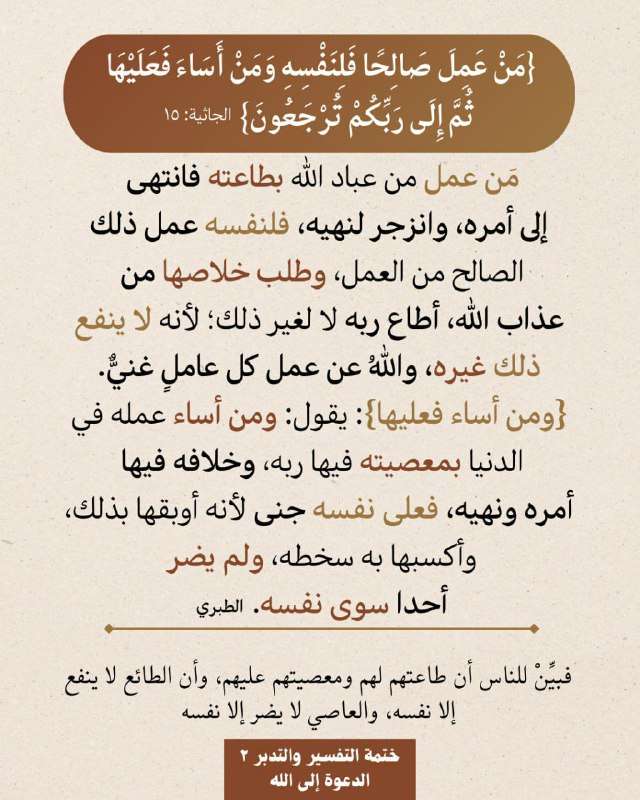 {مَنْ عَمِلَ صَالِحًا فَلِنَفْسِهِ وَمَنْ أَسَاءَ فَعَلَيْهَا
ثُمَّ إِلَى رَبِّكُمْ تُرْجَعُونَ} الجاثية: ١٥
مَن عمل من عباد الله بطاعته فانتهى
إلى أمره، وانزجر لنهيه، فلنفسه عمل ذلك
الصالح من العمل، وطلب خلاصها من
عذاب الله، أطاع ربه لا لغير ذلك؛ لأنه لا ينفع
ذلك غيره، واللهُ عن عمل كل عاملٍ غنيٌّ.
{ومن أساء فعليها}: يقول: ومن أساء عمله في
الدنيا بمعصيته فيها ربه، وخلافه فيها
أمره ونهيه، فعلى نفسه جنى لأنه أوبقها بذلك،
وأكسبها به سخطه، ولم يضر
أحدا سوى نفسه. الطبري
فبيِّنْ للناس أن طاعتهم لهم ومعصيتهم عليهم، وأن الطائع لا ينفع
إلا نفسه، والعاصي لا يضر إلا نفسه
ختمة التفسير والتدبر ٢
الدعوة إلى الله